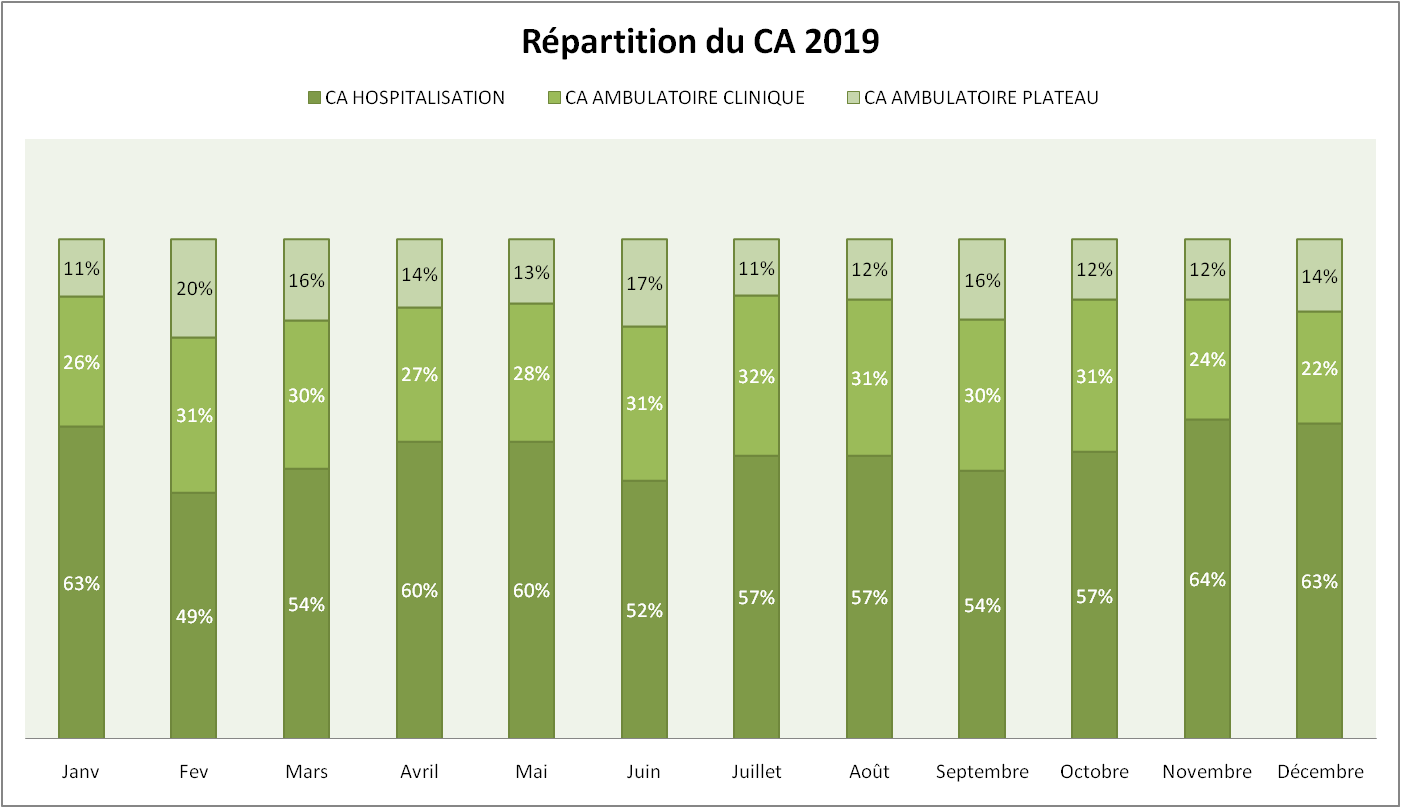 Répartition du CA 2019
CA HOSPITALISATION CA AMBULATOIRE CLINIQUE CA AMBULATOIRE PLATEAU
11% 20% 16% 14% 13% 17% 11% 12% 16% 12% 12% 14%
26% 31% 30% 27% 28% 31% 32% 31% 30% 31% 24% 22%
63% 49% 54% 60% 60% 52% 57% 57% 54% 57% 64% 63%
Janv Fev Mars Avril Mai Juin Juillet Août Septembre Octobre Novembre Décembre